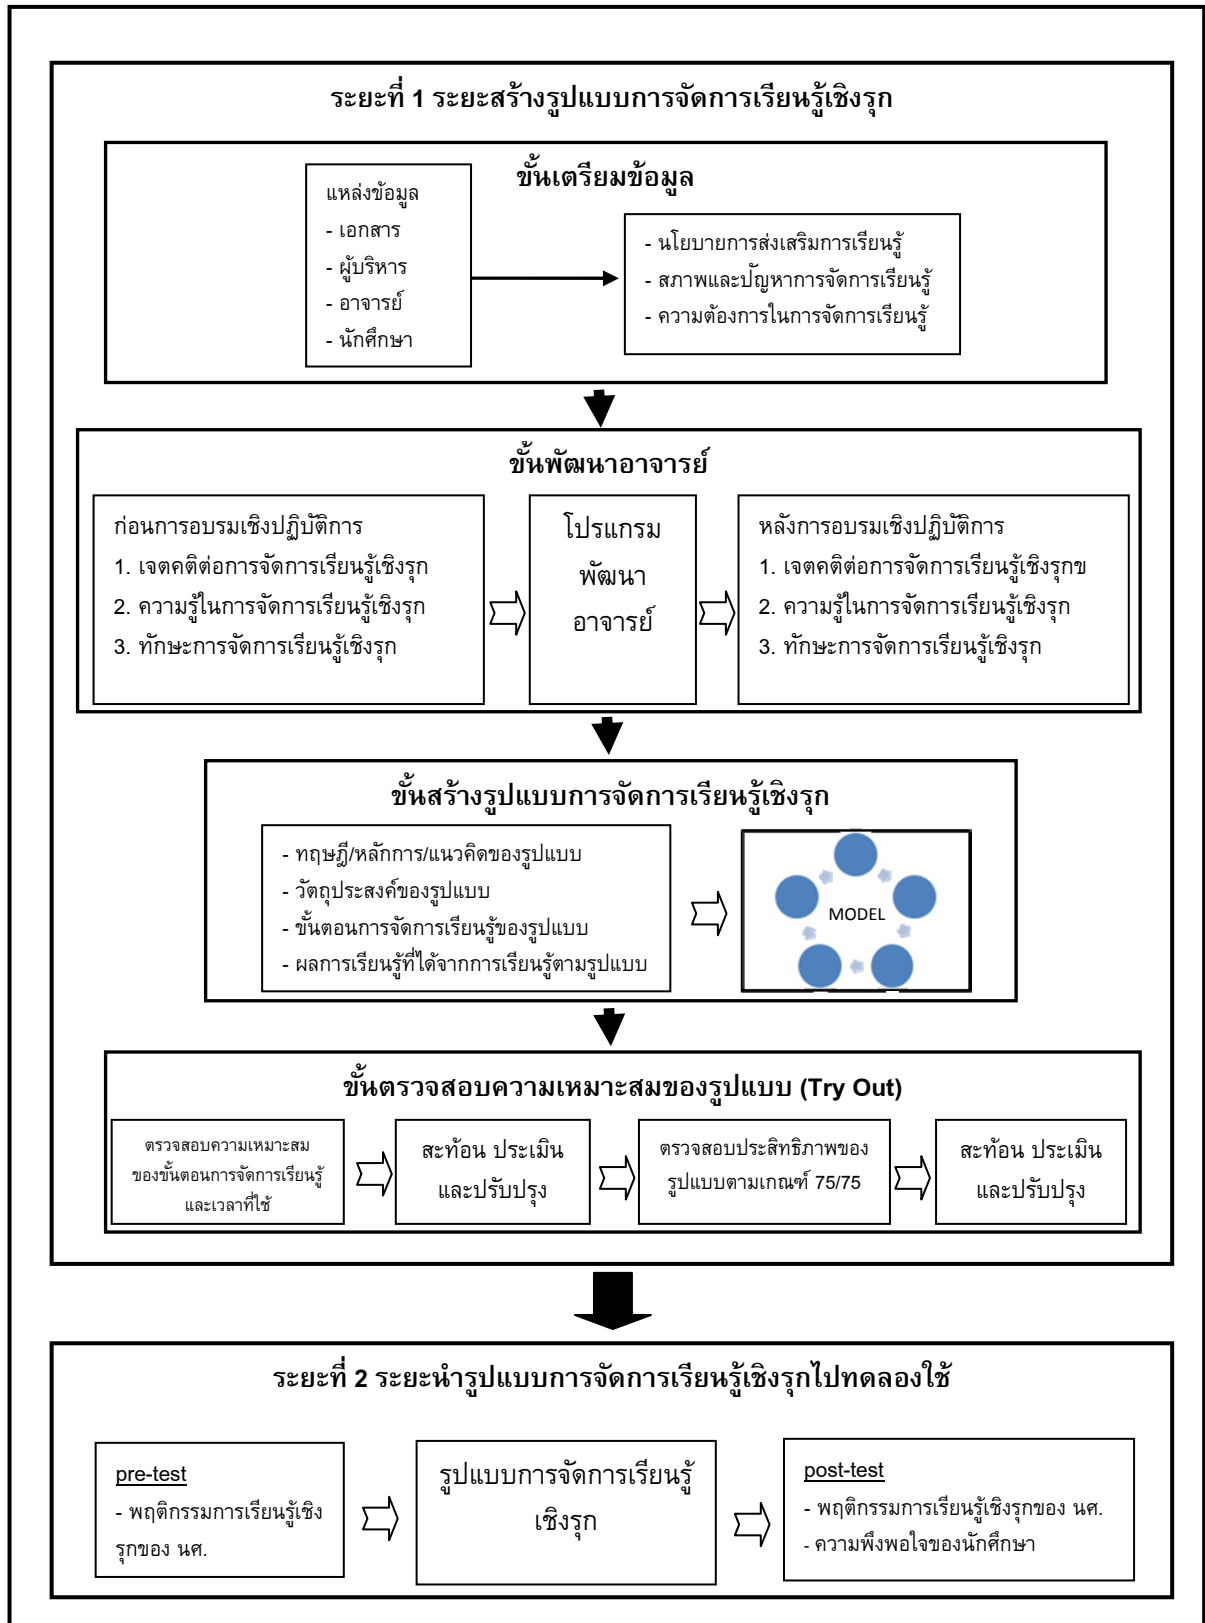 ระยะที่ 1 ระยะสร้างรูปแบบการจัดการเรียนรู้เชิงรุก
ขั้นเตรียมข้อมูล
แหล่งข้อมูล
- เอกสาร
- ผู้บริหาร
- อาจารย์
- นักศึกษา
- นโยบายการส่งเสริมการเรียนรู้
- สภาพและปัญหาการจัดการเรียนรู้
- ความต้องการในการจัดการเรียนรู้
ขั้นพัฒนาอาจารย์
ก่อนการอบรมเชิงปฏิบัติการ
1. เจตคติต่อการจัดการเรียนรู้เชิงรุก
2. ความรู้ในการจัดการเรียนรู้เชิงรุก
3. ทักษะการจัดการเรียนรู้เชิงรุก
โปรแกรม
พัฒนา
อาจารย์
หลังการอบรมเชิงปฏิบัติการ
1. เจตคติต่อการจัดการเรียนรู้เชิงรุกข
2. ความรู้ในการจัดการเรียนรู้เชิงรุก
3. ทักษะการจัดการเรียนรู้เชิงรุก
ขั้นสร้างรูปแบบการจัดการเรียนรู้เชิงรุก
- ทฤษฎี/หลักการ/แนวคิดของรูปแบบ
- วัตถุประสงค์ของรูปแบบ
- ขั้นตอนการจัดการเรียนรู้ของรูปแบบ
- ผลการเรียนรู้ที่ได้จากการเรียนรู้ตามรูปแบบ
MODEL
ขั้นตรวจสอบความเหมาะสมของรูปแบบ (Try Out)
ตรวจสอบความเหมาะสม
ของขั้นตอนการจัดการเรียนรู้
และเวลาที่ใช้
สะท้อน ประเมิน
และปรับปรุง
ตรวจสอบประสิทธิภาพของ
รูปแบบตามเกณฑ์ 75/75
สะท้อน ประเมิน
และปรับปรุง
ระยะที่ 2 ระยะนำรูปแบบการจัดการเรียนรู้เชิงรุกไปทดลองใช้
pre-test
- พฤติกรรมการเรียนรู้เชิง
รุกของ นศ.
รูปแบบการจัดการเรียนรู้
เชิงรุก
post-test
- พฤติกรรมการเรียนรู้เชิงรุกของ นศ.
- ความพึงพอใจของนักศึกษา